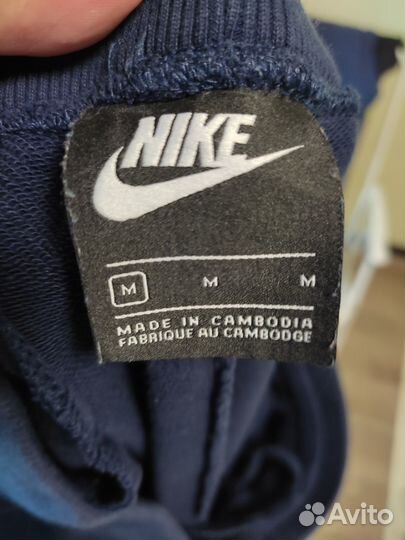 NIKE
M M M
MADE IN CAMBODIA
FABRIQUE AU CAMBODGE
Avito